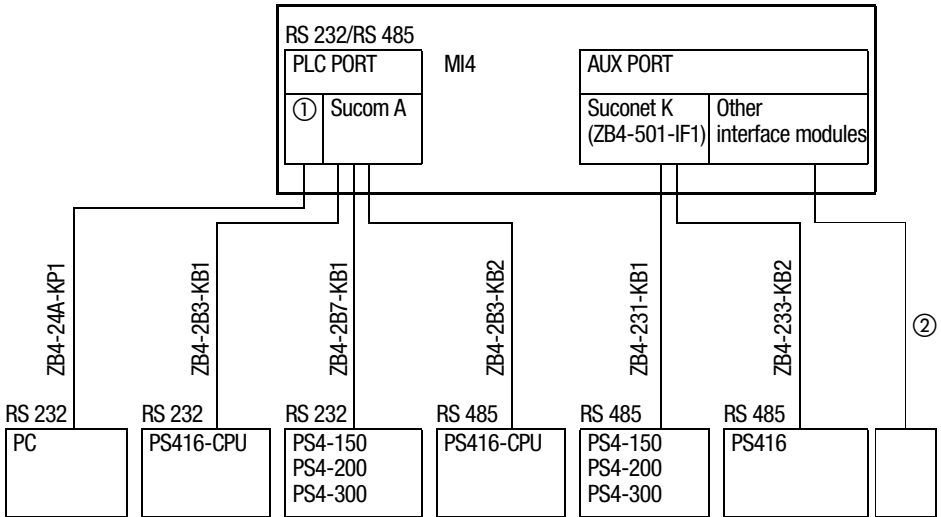 RS 232/RS 485
PLC PORT
MI4
AUX PORT
①
Sucom A
Suconet K
(ZB4-501-IF1)
Other
interface modules
ZB4-24A-KP1
ZB4-2B3-KB1
ZB4-2B7-KB1
ZB4-2B3-KB2
ZB4-231-KB1
ZB4-233-KB2
②
RS 232
PC
RS 232
PS416-CPU
RS 232
PS4-150
PS4-200
PS4-300
RS 485
PS416-CPU
RS 485
PS4-150
PS4-200
PS4-300
RS 485
PS416